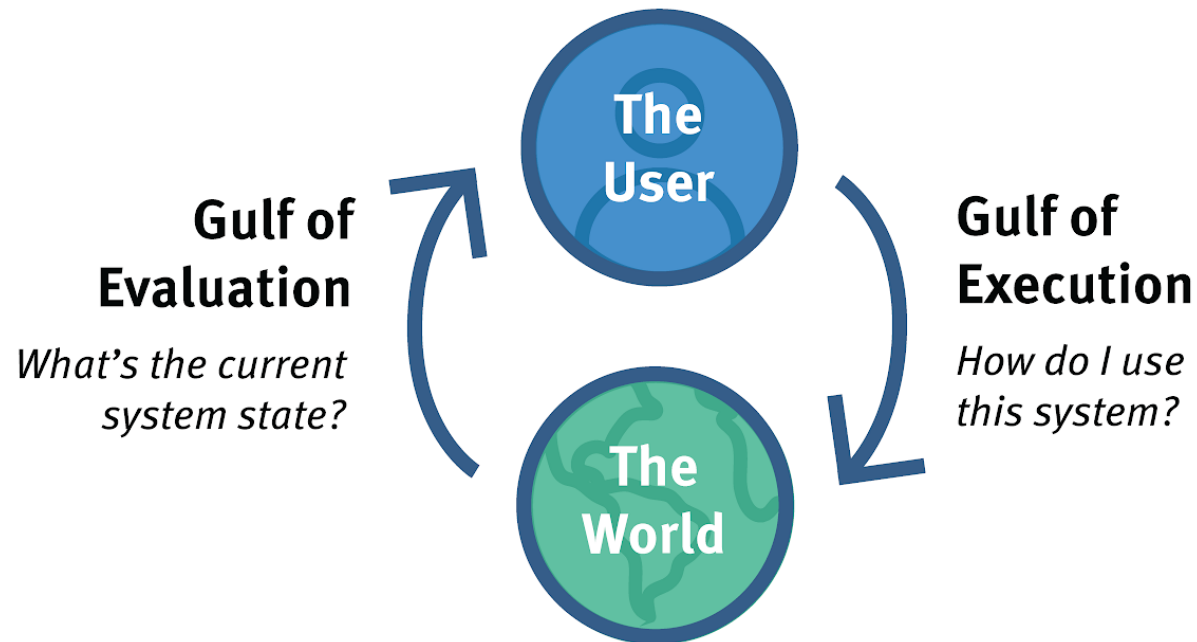 The
User
Gulf of
Evaluation
What's the current
system state?
Gulf of
Execution
How do I use
this system?
The
World